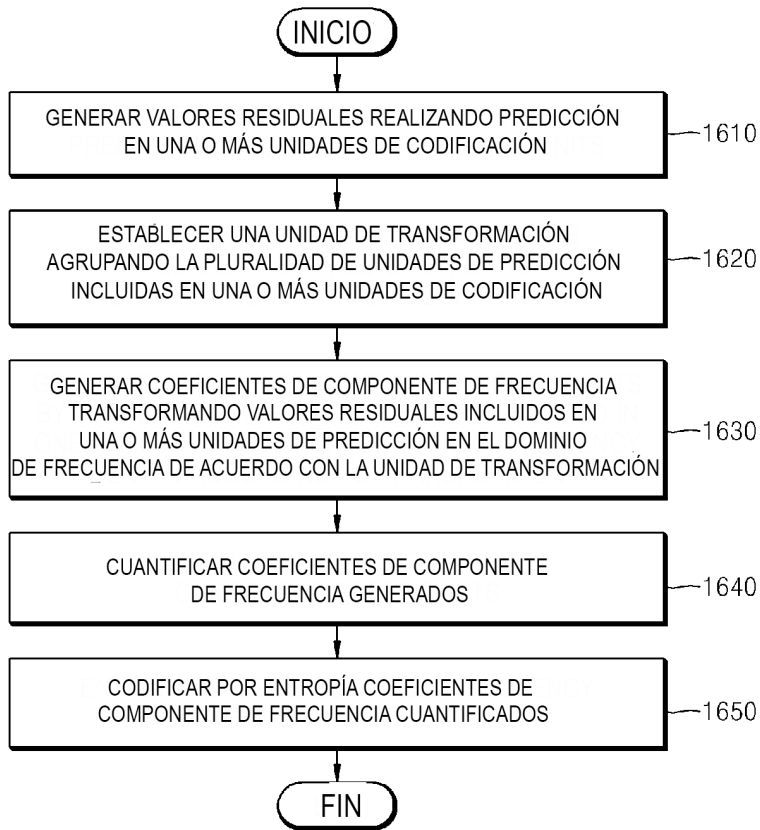 INICIO
GENERAR VALORES RESIDUALES REALIZANDO PREDICCIÓN
EN UNA O MÁS UNIDADES DE CODIFICACIÓN
1610
ESTABLECER UNA UNIDAD DE TRANSFORMACIÓN
AGRUPANDO LA PLURALIDAD DE UNIDADES DE PREDICCIÓN
INCLUIDAS EN UNA O MÁS UNIDADES DE CODIFICACIÓN
1620
GENERAR COEFICIENTES DE COMPONENTE DE FRECUENCIA
TRANSFORMANDO VALORES RESIDUALES INCLUIDOS EN
UNA O MÁS UNIDADES DE PREDICCIÓN EN EL DOMINIO
DE FRECUENCIA DE ACUERDO CON LA UNIDAD DE TRANSFORMACIÓN
1630
CUANTIFICAR COEFICIENTES DE COMPONENTE
DE FRECUENCIA GENERADOS
1640
CODIFICAR POR ENTROPÍA COEFICIENTES DE
COMPONENTE DE FRECUENCIA CUANTIFICADOS
1650
FIN